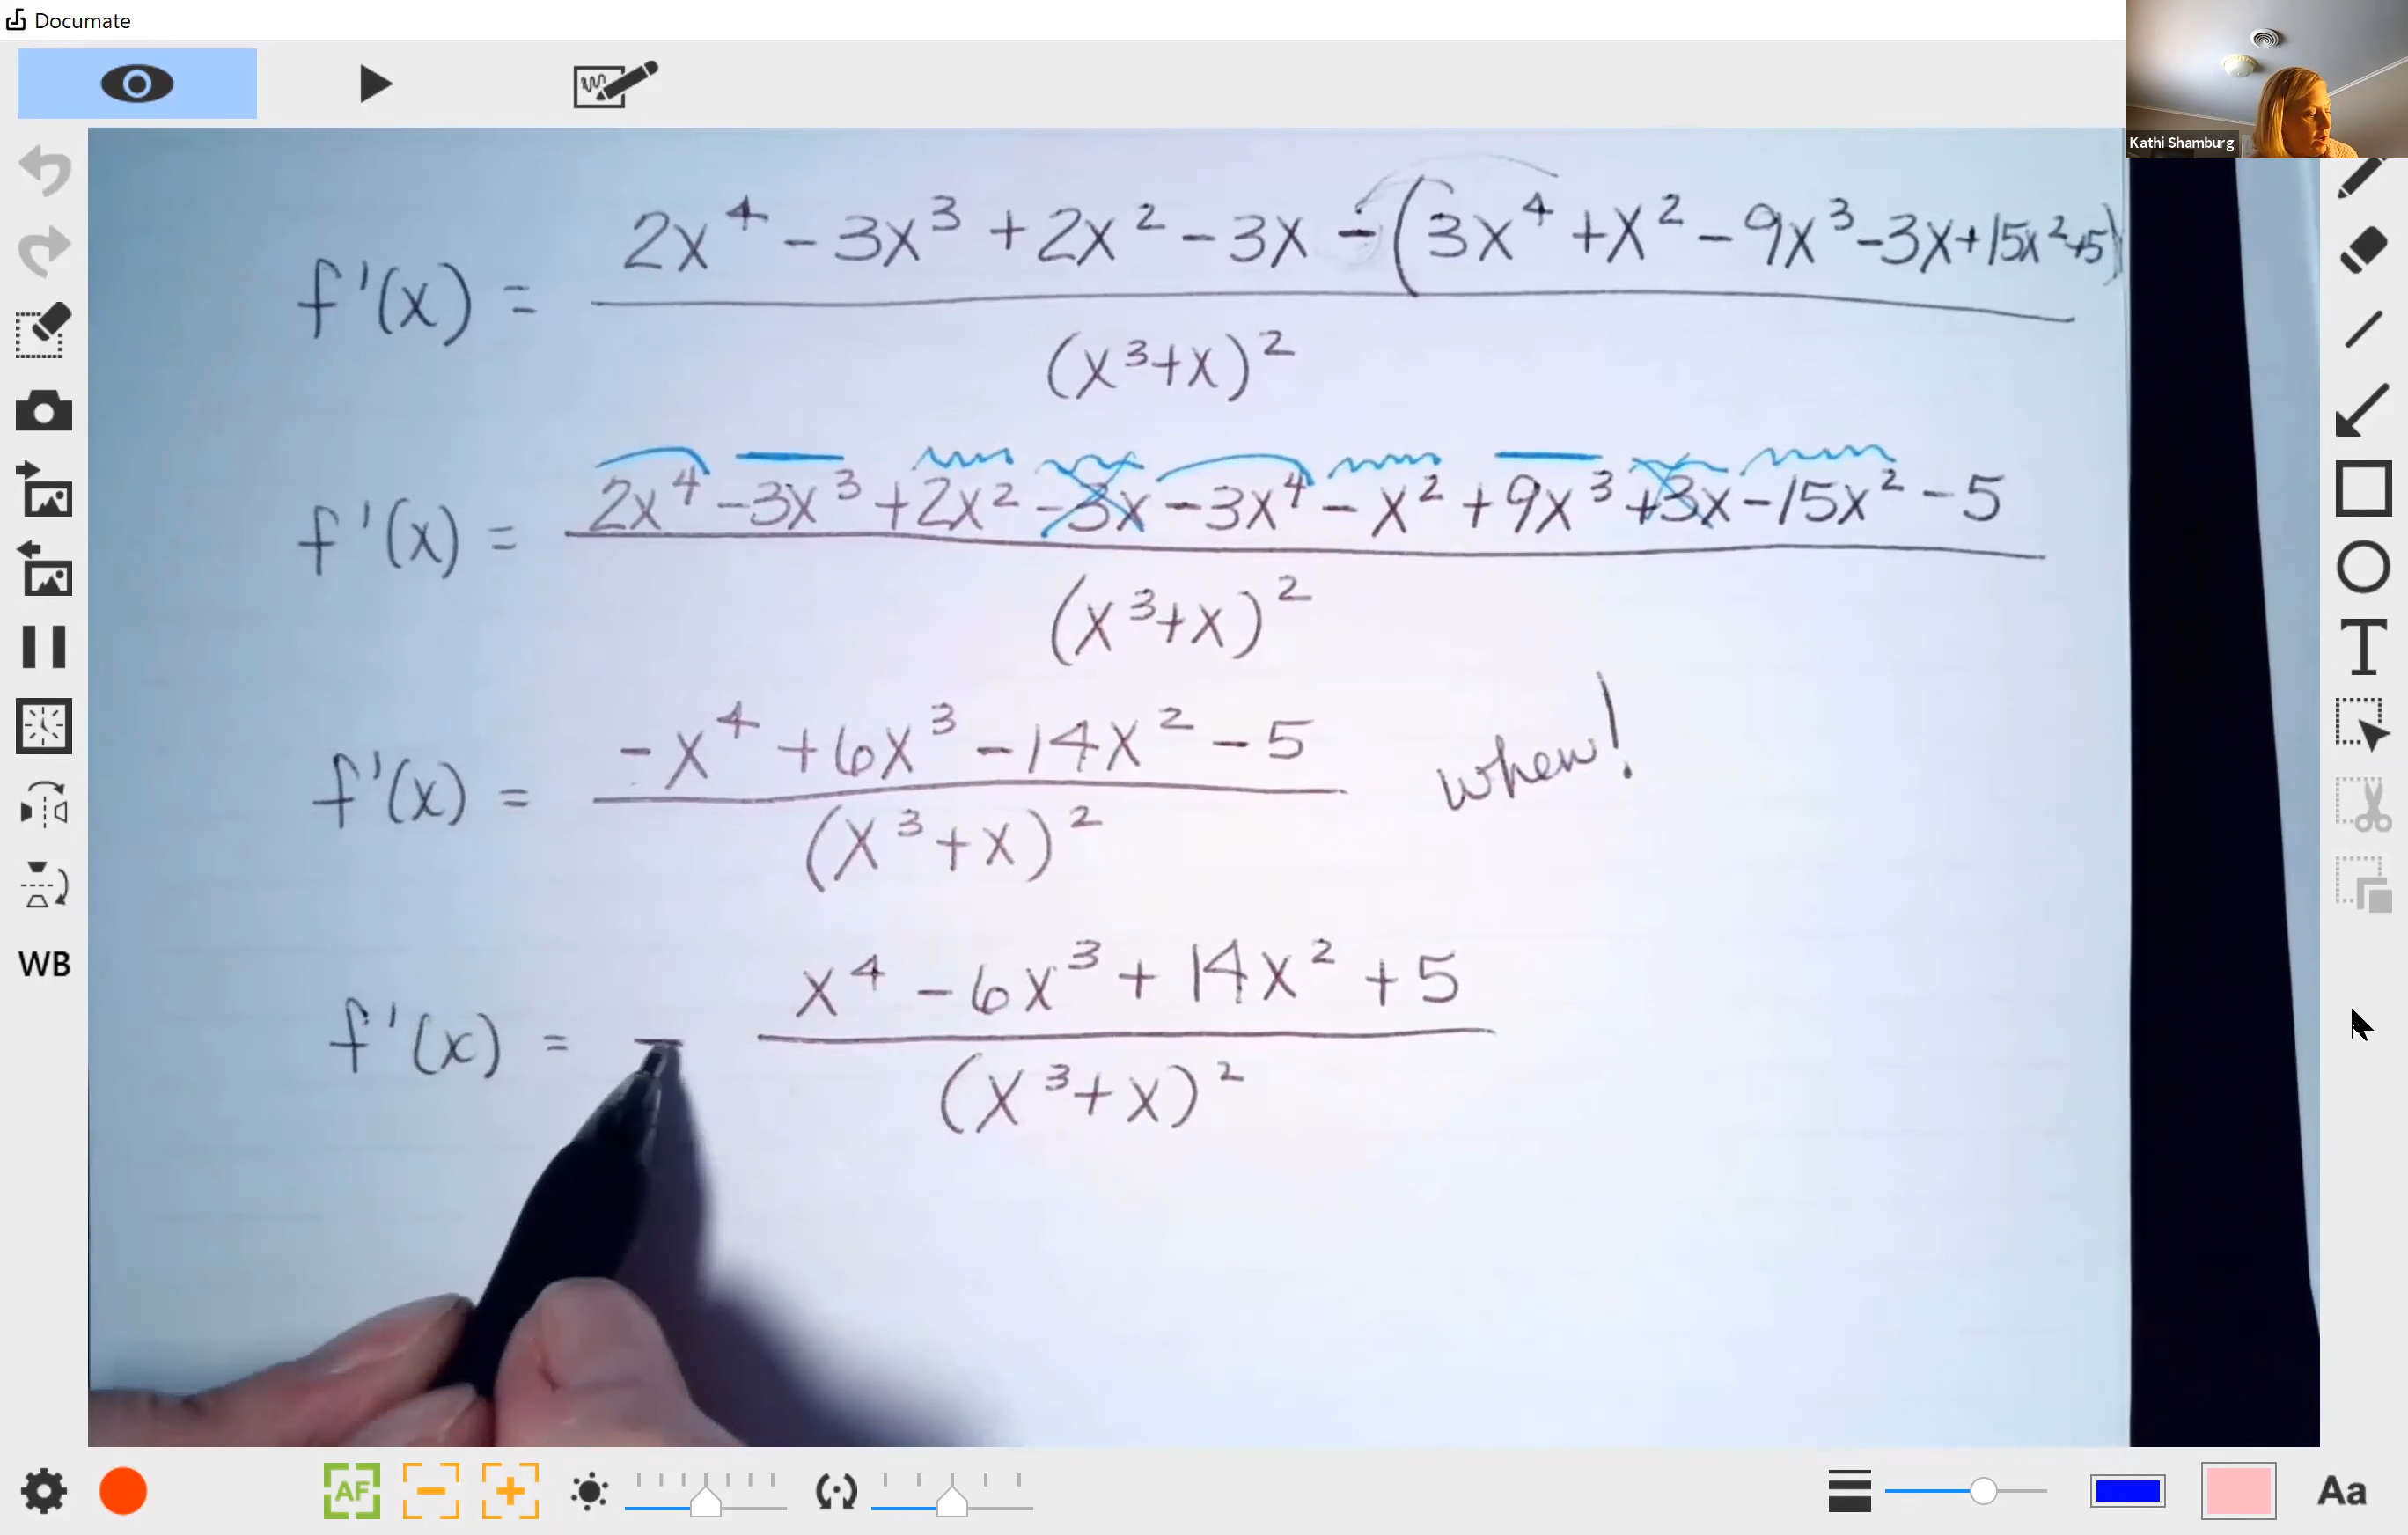 Documate
Kathi Shamburg
f'(x) = 2x⁴ - 3x³ + 2x² - 3x - (3x⁴ + x² - 9x³ - 3x + 15x² + 5)
(x³+x)²
f'(x) = 2x⁴ - 3x³ + 2x² - 3x - 3x⁴ - x² + 9x³ + 3x - 15x² - 5
(x³+x)²
f'(x) = -x⁴ + 6x³ - 14x² - 5 whew!
(x³+x)²
f'(x) = - x⁴ - 6x³ + 14x² + 5
(x³+x)²
T
WB
AF
Aa